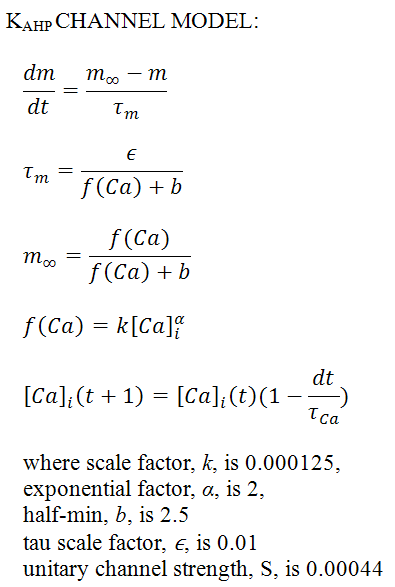 K_AHP CHANNEL MODEL:
dm/dt = (m_∞ − m)/τ_m
τ_m = ϵ/(f(Ca) + b)
m_∞ = f(Ca)/(f(Ca) + b)
f(Ca) = k[Ca]_i^α
[Ca]_i(t + 1) = [Ca]_i(t)(1 − dt/τ_Ca)
where scale factor, k, is 0.000125,
exponential factor, α, is 2,
half-min, b, is 2.5
tau scale factor, ϵ, is 0.01
unitary channel strength, S, is 0.00044